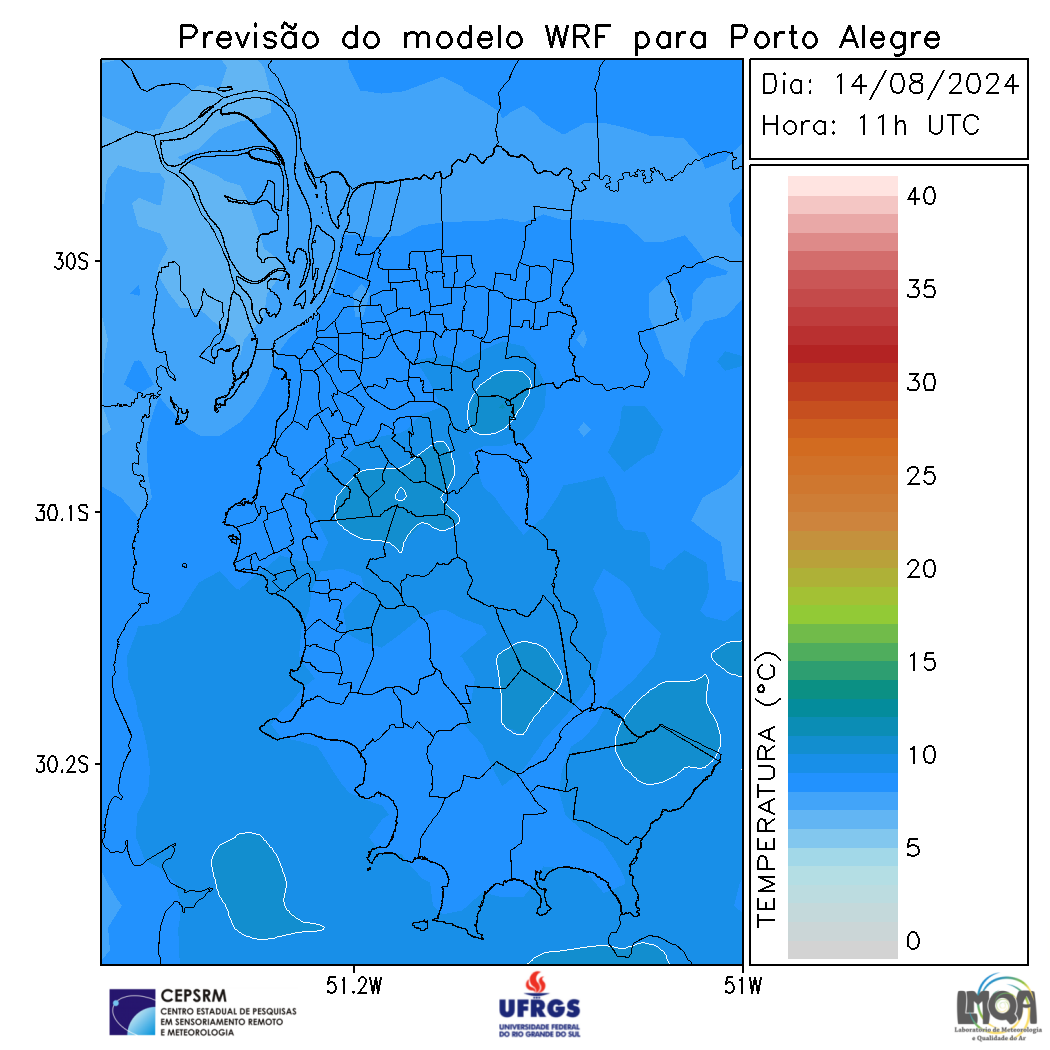 Previsão do modelo WRF para Porto Alegre
Dia: 14/08/2024
Hora: 11h UTC
40
35
30
25
20
15
10
5
0
TEMPERATURA (°C)
30S
30.1S
30.2S
51.2W
51W
CEPSRM
CENTRO ESTADUAL DE PESQUISAS
EM SENSORIAMENTO REMOTO
E METEOROLOGIA
UFRGS
UNIVERSIDADE FEDERAL
DO RIO GRANDE DO SUL
LMQA
Laboratório de Meteorologia
e Qualidade do Ar